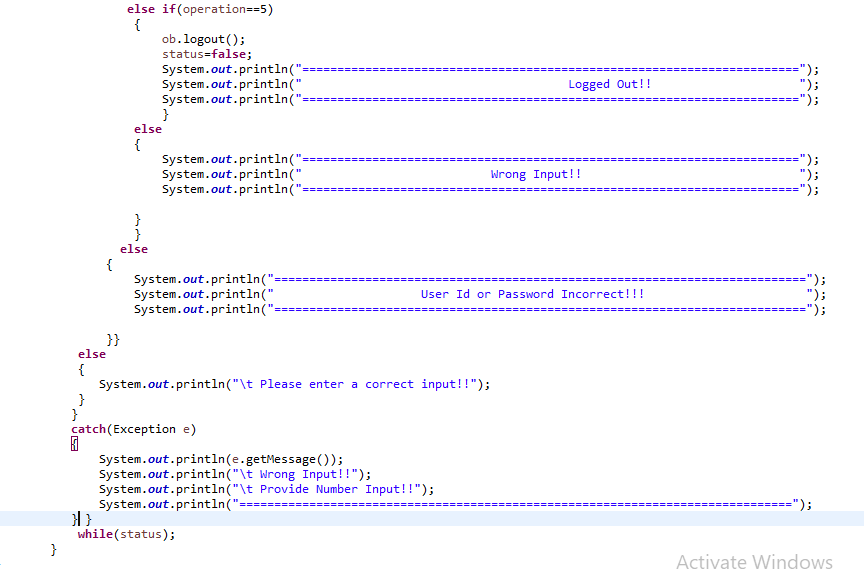 else if(operation==5)
{
ob.logout();
status=false;
System.out.println("=======================================================================");
System.out.println("                                      Logged Out!!                     ");
System.out.println("=======================================================================");
}
else
{
System.out.println("=======================================================================");
System.out.println("                           Wrong Input!!                               ");
System.out.println("=======================================================================");
}
}
else
{
System.out.println("============================================================================");
System.out.println("                     User Id or Password Incorrect!!!                       ");
System.out.println("============================================================================");
}}
else
{
System.out.println("\t Please enter a correct input!!");
}
}
catch(Exception e)
{
System.out.println(e.getMessage());
System.out.println("\t Wrong Input!!");
System.out.println("\t Provide Number Input!!");
System.out.println("===============================================================================");
} }
while(status);
}
Activate Windows